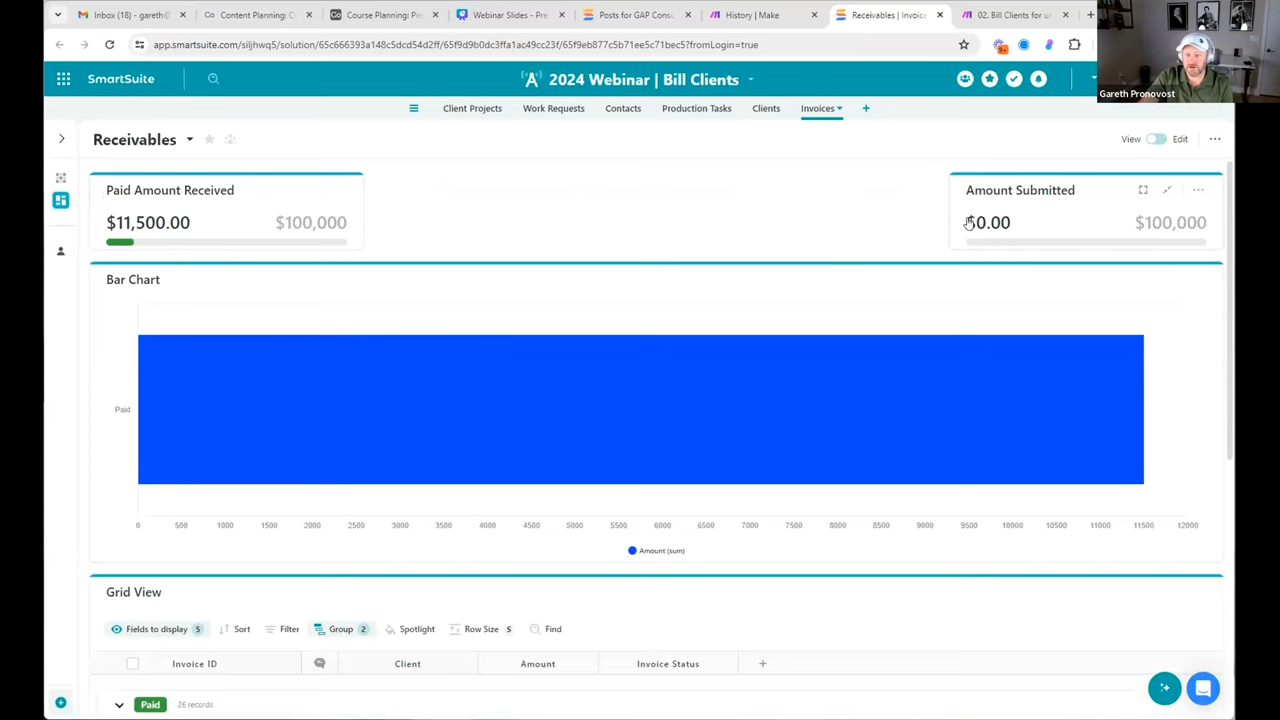 Inbox (18) - gareth@
Content Planning: C
Course Planning: Pr
Webinar Slides - Pre
Posts for GAP Consu
History | Make
Receivables | Invoice
02. Bill Clients for u
app.smartsuite.com/siljhwq5/solution/65c666393a148c5dcd54d2ff/65f9d9b0dc3ffa1ac49cc23f/65f9eb877c5b71ee5c71bec5?fromLogin=true
Gareth Pronovost
SmartSuite
2024 Webinar | Bill Clients
Client Projects
Work Requests
Contacts
Production Tasks
Clients
Invoices
Receivables
View
Edit
Paid Amount Received
$11,500.00
$100,000
Amount Submitted
$0.00
$100,000
Bar Chart
Paid
0 500 1000 1500 2000 2500 3000 3500 4000 4500 5000 5500 6000 6500 7000 7500 8000 8500 9000 9500 10000 10500 11000 11500 12000
Amount (sum)
Grid View
Fields to display 5
Sort
Filter
Group 2
Spotlight
Row Size S
Find
Invoice ID
Client
Amount
Invoice Status
Paid
26 records